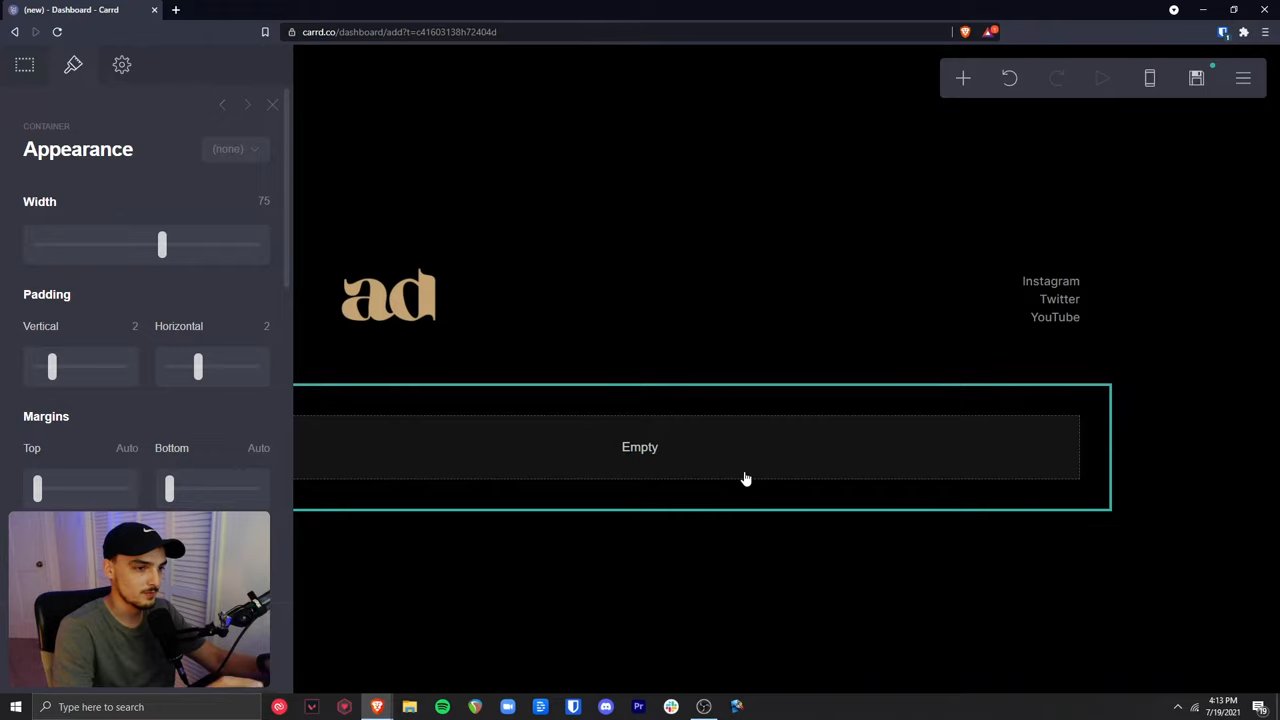 (new) - Dashboard - Carrd
carrd.co/dashboard/add?t=c41603138h72404d
CONTAINER
Appearance
(none)
Width
75
Padding
Vertical
2
Horizontal
2
Margins
Top
Auto
Bottom
Auto
ad
Instagram
Twitter
YouTube
Empty
Type here to search
Pr
4:13 PM
7/19/2021
19